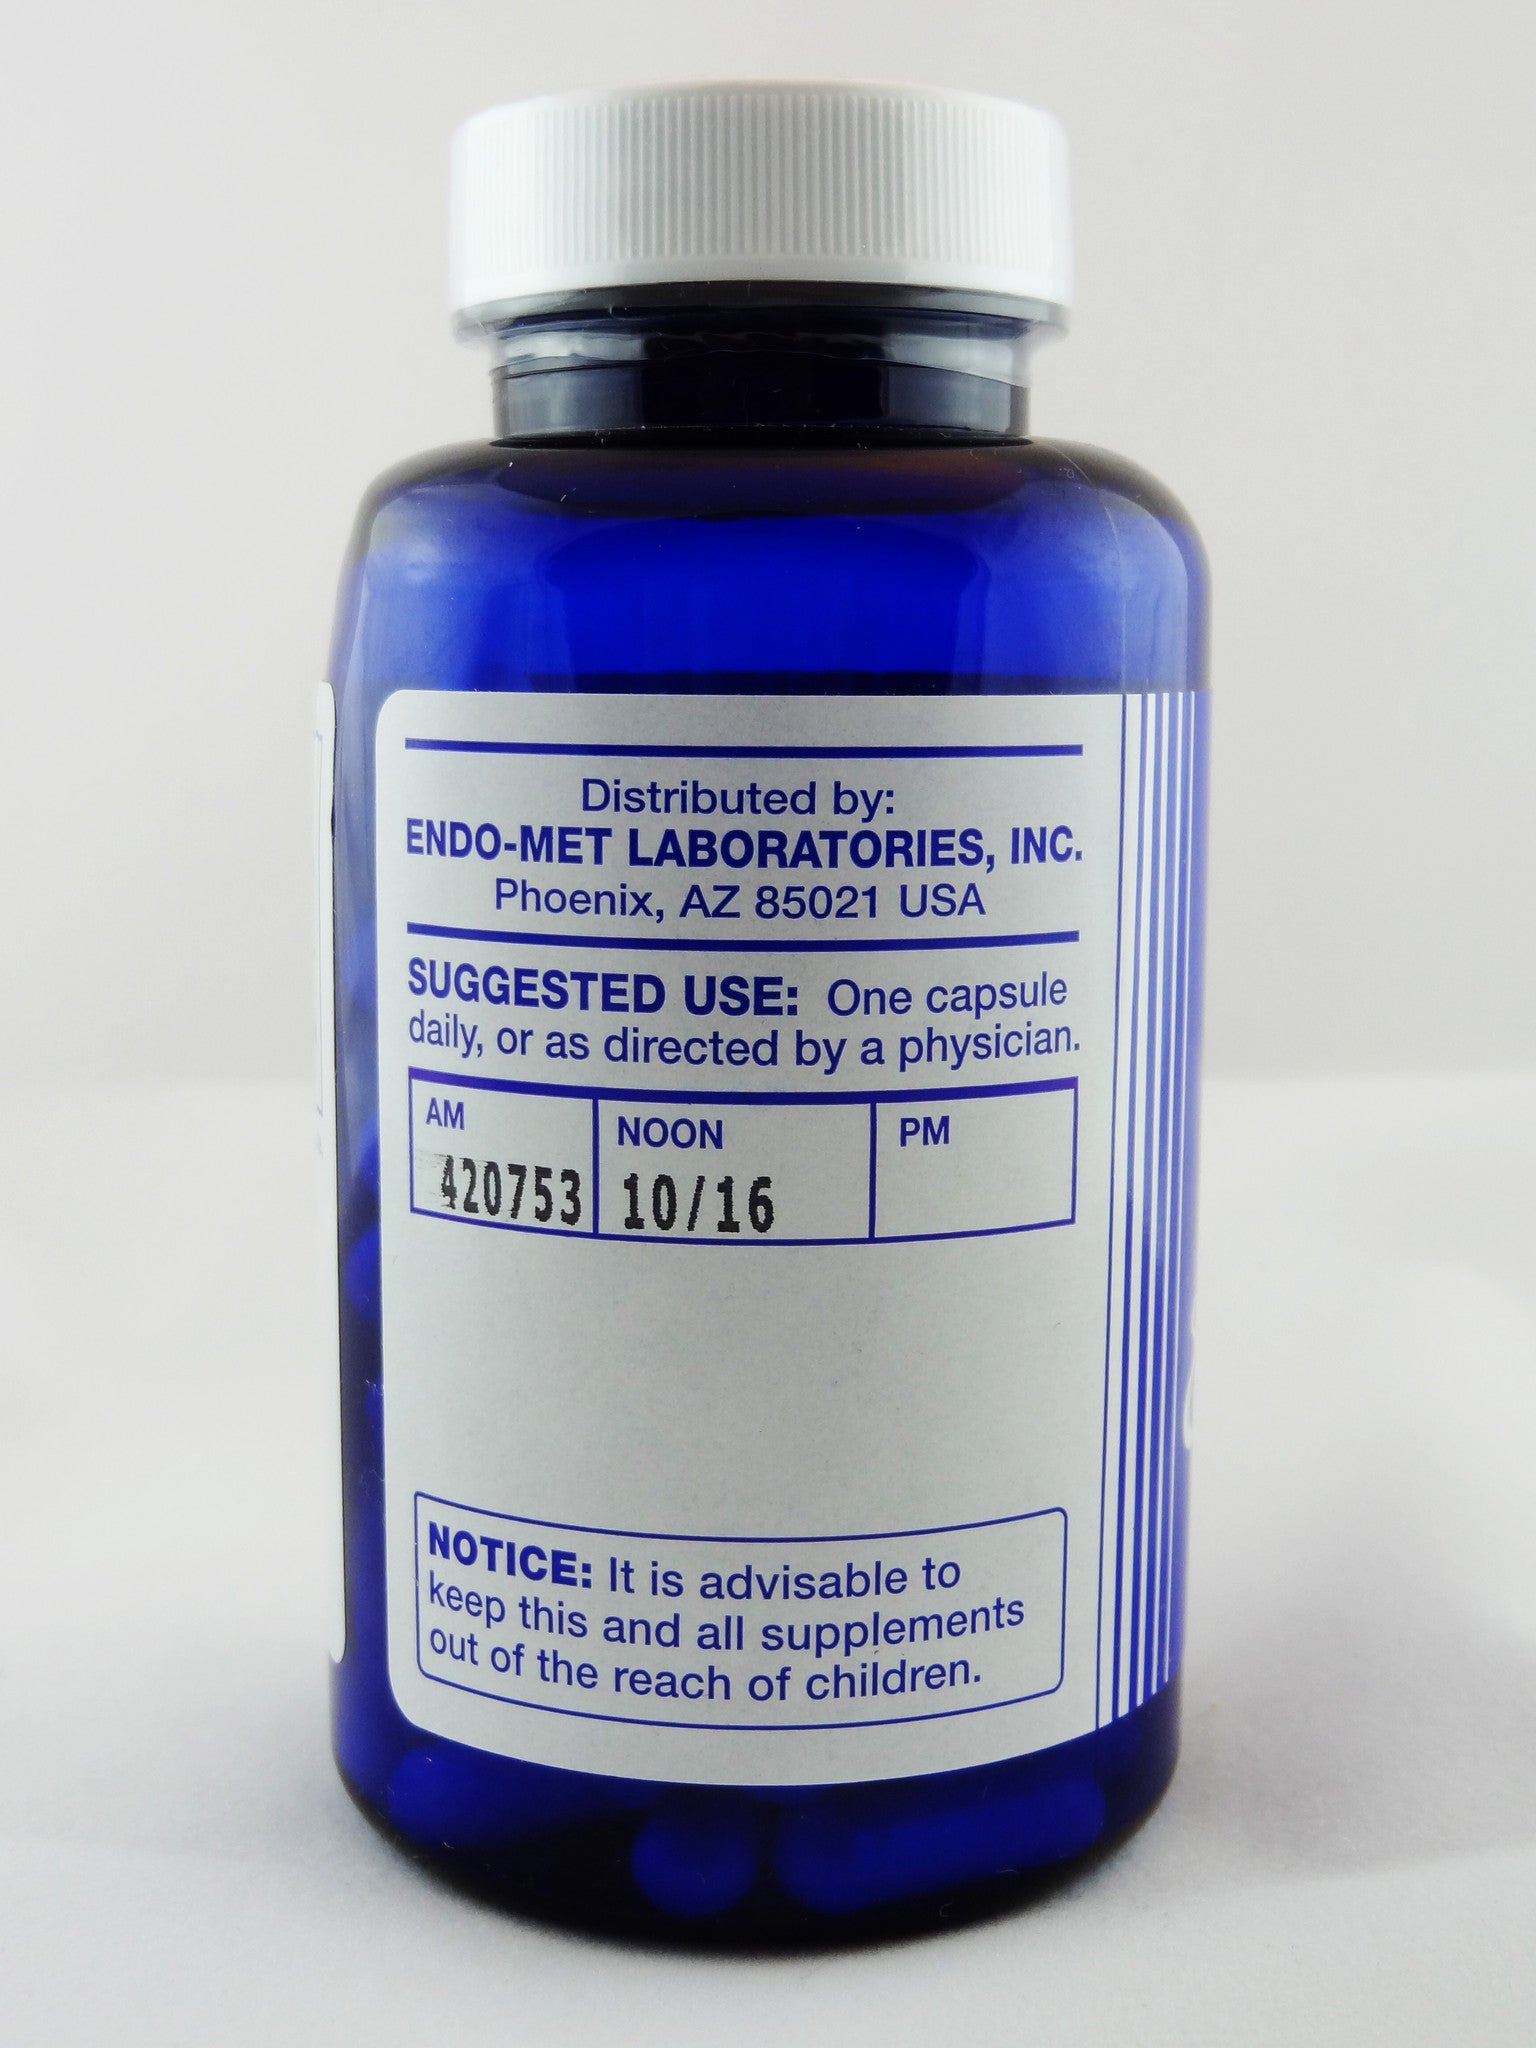 Distributed by:
ENDO-MET LABORATORIES, INC.
Phoenix, AZ 85021 USA
SUGGESTED USE: One capsule
daily, or as directed by a physician.
AM NOON PM
420753 10/16
NOTICE: It is advisable to
keep this and all supplements
out of the reach of children.